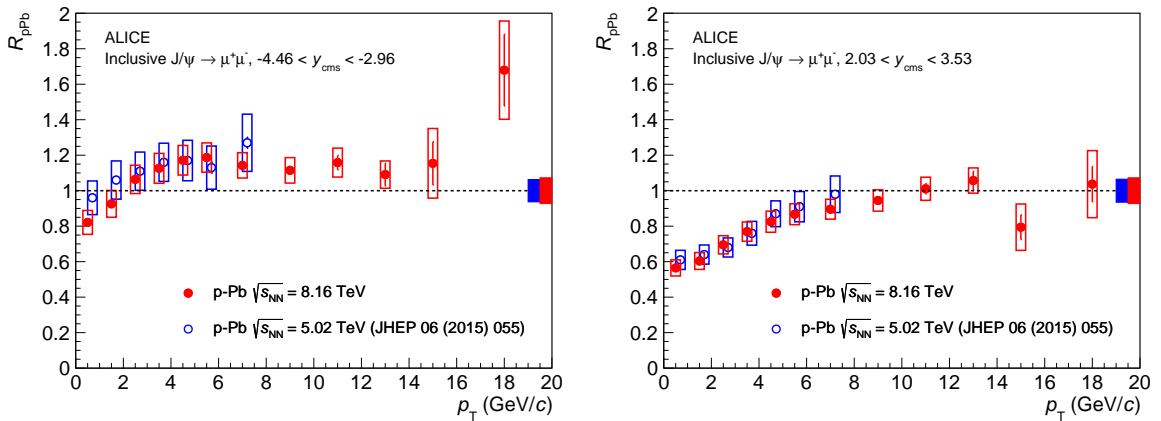 R_pPb
2
1.8
1.6
1.4
1.2
1
0.8
0.6
0.4
0.2
0
ALICE
Inclusive J/ψ → μ⁺μ⁻, -4.46 < y_cms < -2.96
p-Pb √s_NN = 8.16 TeV
p-Pb √s_NN = 5.02 TeV (JHEP 06 (2015) 055)
0 2 4 6 8 10 12 14 16 18 20
p_T (GeV/c)
R_pPb
2
1.8
1.6
1.4
1.2
1
0.8
0.6
0.4
0.2
0
ALICE
Inclusive J/ψ → μ⁺μ⁻, 2.03 < y_cms < 3.53
p-Pb √s_NN = 8.16 TeV
p-Pb √s_NN = 5.02 TeV (JHEP 06 (2015) 055)
0 2 4 6 8 10 12 14 16 18 20
p_T (GeV/c)